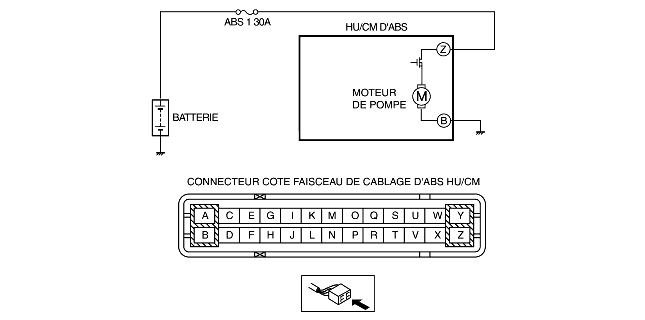 ABS 1 30A
HU/CM D'ABS
Z
MOTEUR
DE POMPE
M
B
BATTERIE
CONNECTEUR COTE FAISCEAU DE CABLAGE D'ABS HU/CM
A C E G I K M O Q S U W Y
B D F H J L N P R T V X Z